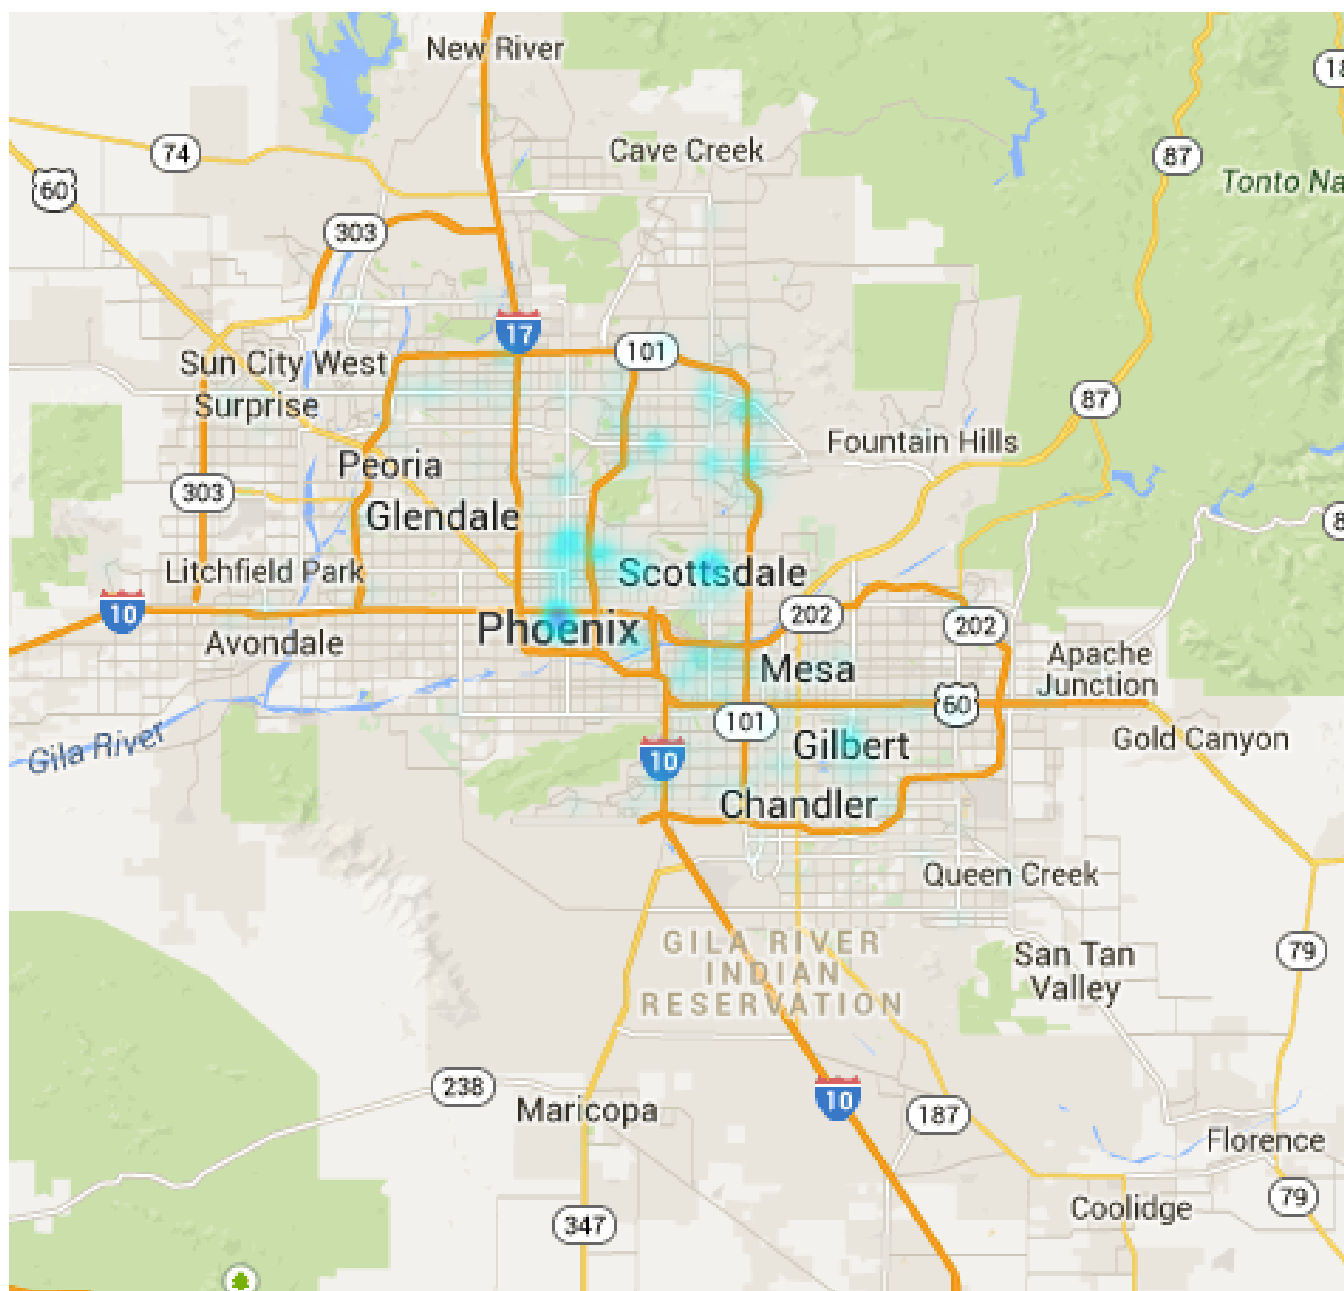 New River
Cave Creek
74
87
60
Tonto Na
303
17
101
Sun City West
Surprise
87
Fountain Hills
Peoria
303
Glendale
Litchfield Park
Scottsdale
10
202
202
Phoenix
Avondale
Mesa
Apache
Junction
60
101
Gila River
10
Gilbert
Gold Canyon
Chandler
Queen Creek
GILA RIVER
INDIAN
RESERVATION
San Tan
Valley
79
238
Maricopa
10
187
Florence
Coolidge
79
347